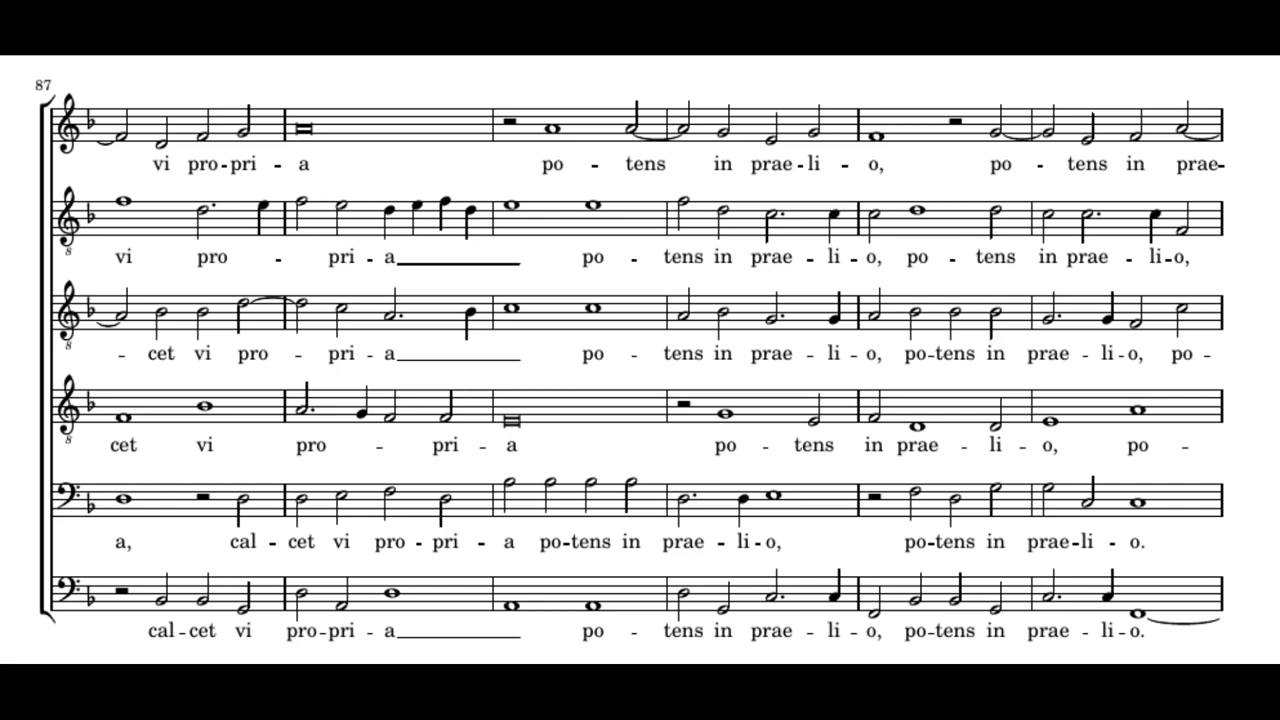 87
vi pro - pri - a po - tens in prae - li - o, po - tens in prae-
8
vi pro - pri - a po - tens in prae - li - o, po - tens in prae - li - o,
8
- cet vi pro - pri - a po - tens in prae - li - o, po - tens in prae - li - o, po -
8
cet vi pro - pri - a po - tens in prae - li - o, po -
a, cal - cet vi pro - pri - a po - tens in prae - li - o, po - tens in prae - li - o.
cal - cet vi pro - pri - a po - tens in prae - li - o, po - tens in prae - li - o.